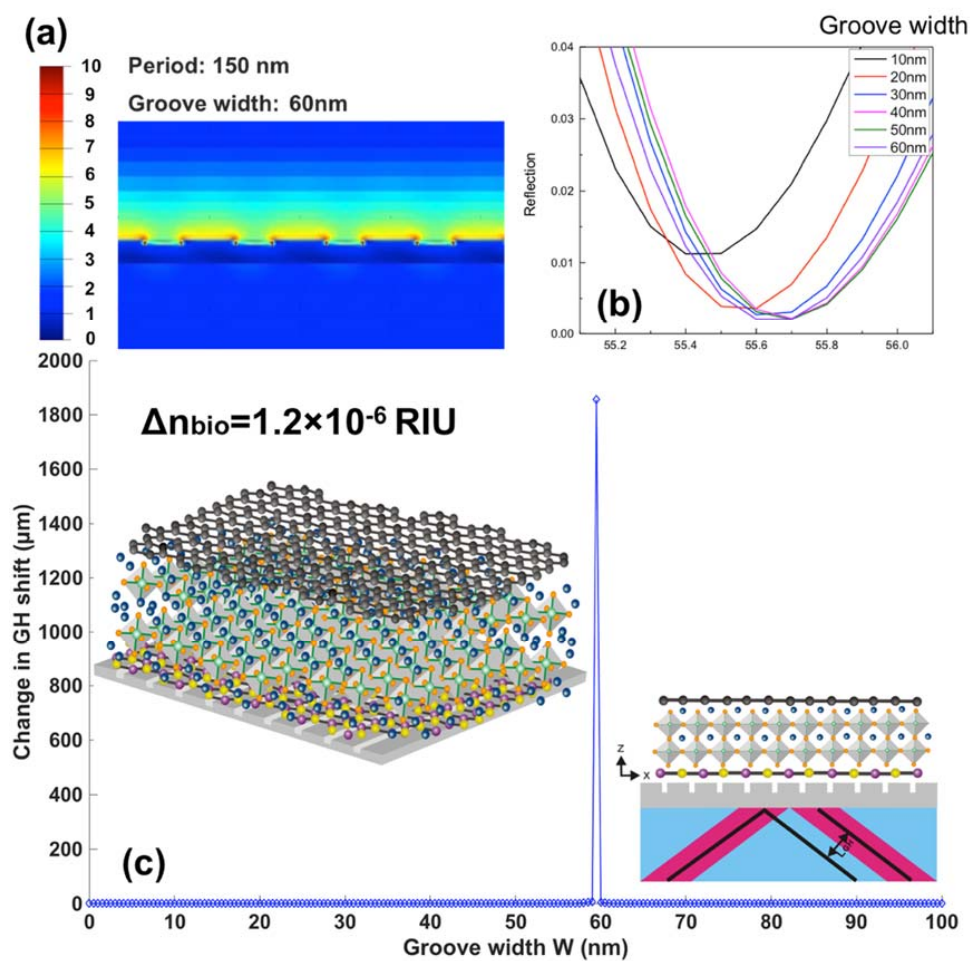 (a)
Period: 150 nm
Groove width: 60nm
10
9
8
7
6
5
4
3
2
1
0
Groove width
0.04
0.03
0.02
0.01
0.00
Reflection
10nm
20nm
30nm
40nm
50nm
60nm
(b)
55.2 55.4 55.6 55.8 56.0
2000
1800
1600
1400
1200
1000
800
600
400
200
0
Change in GH shift (µm)
Δnbio=1.2×10-6 RIU
z
x
(c)
0 10 20 30 40 50 60 70 80 90 100
Groove width W (nm)